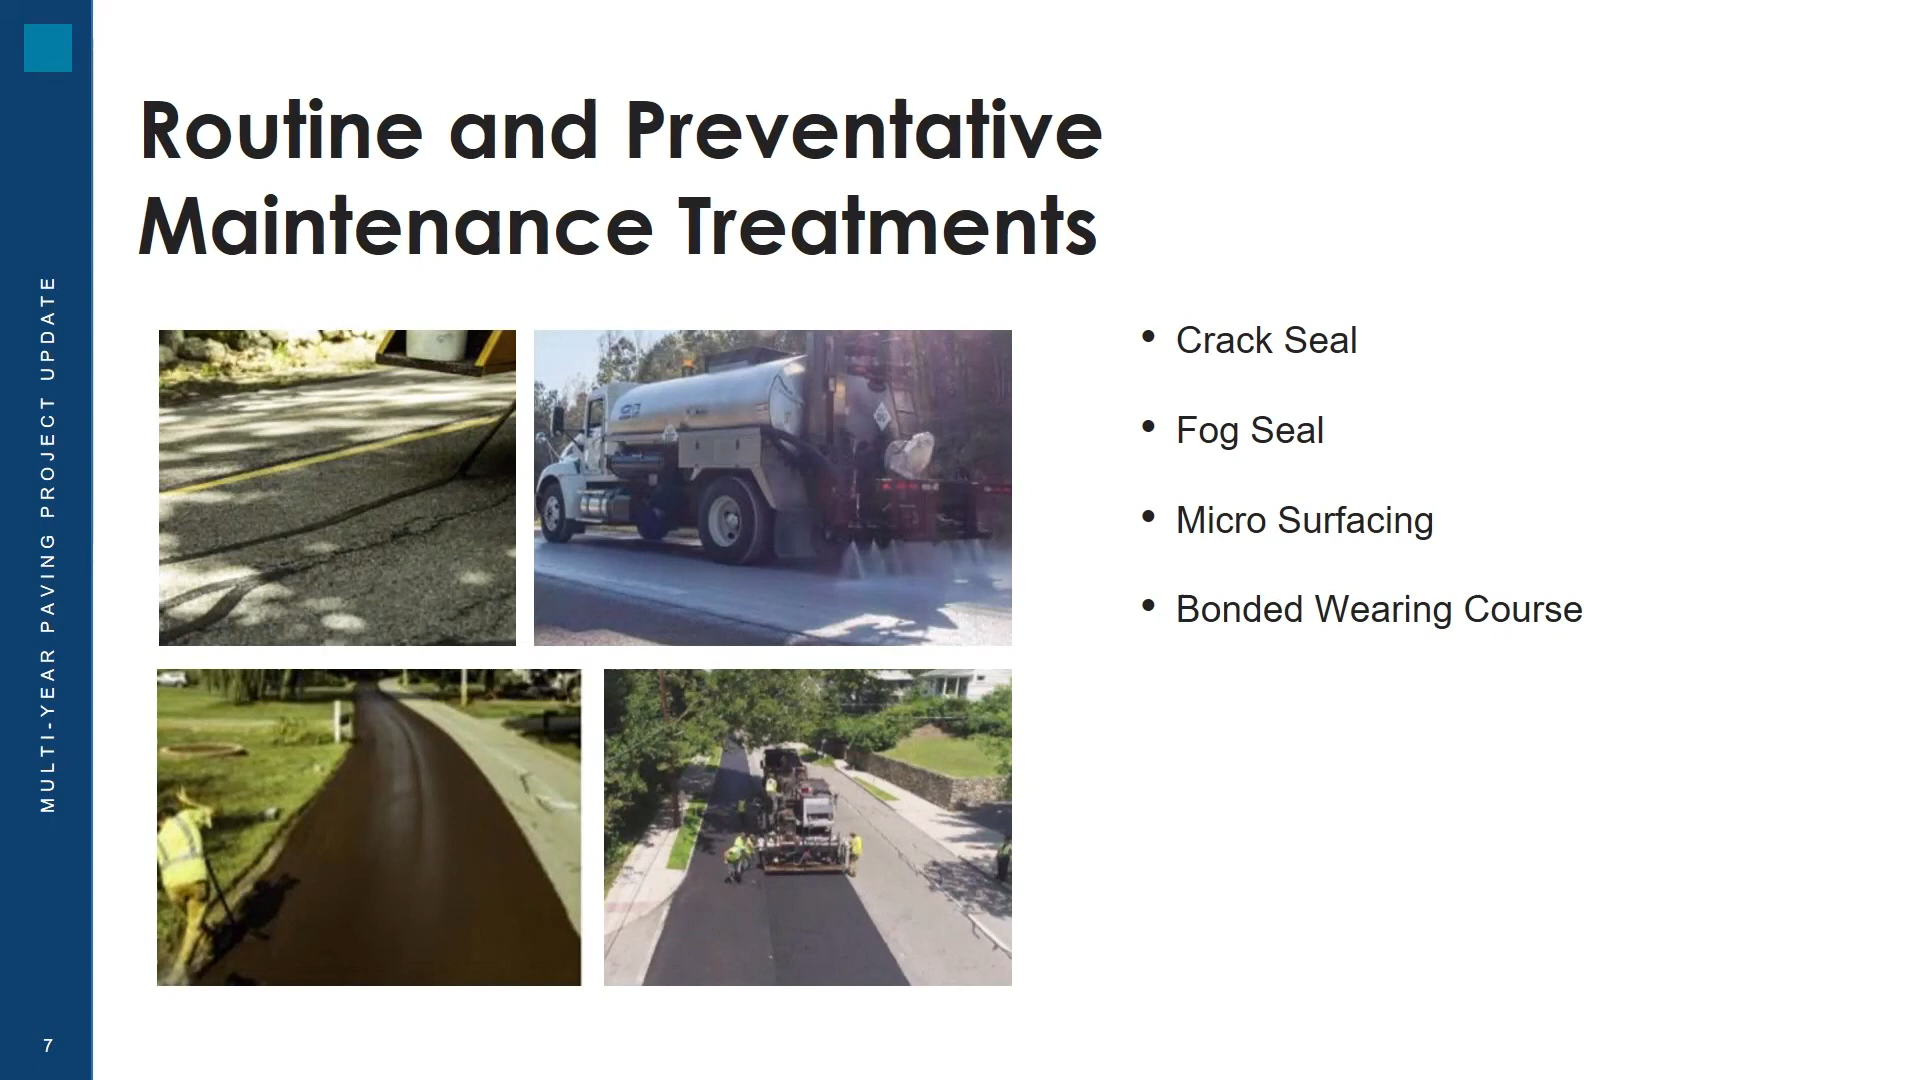 Routine and Preventative
Maintenance Treatments
• Crack Seal
• Fog Seal
• Micro Surfacing
• Bonded Wearing Course
MULTI-YEAR PAVING PROJECT UPDATE
7